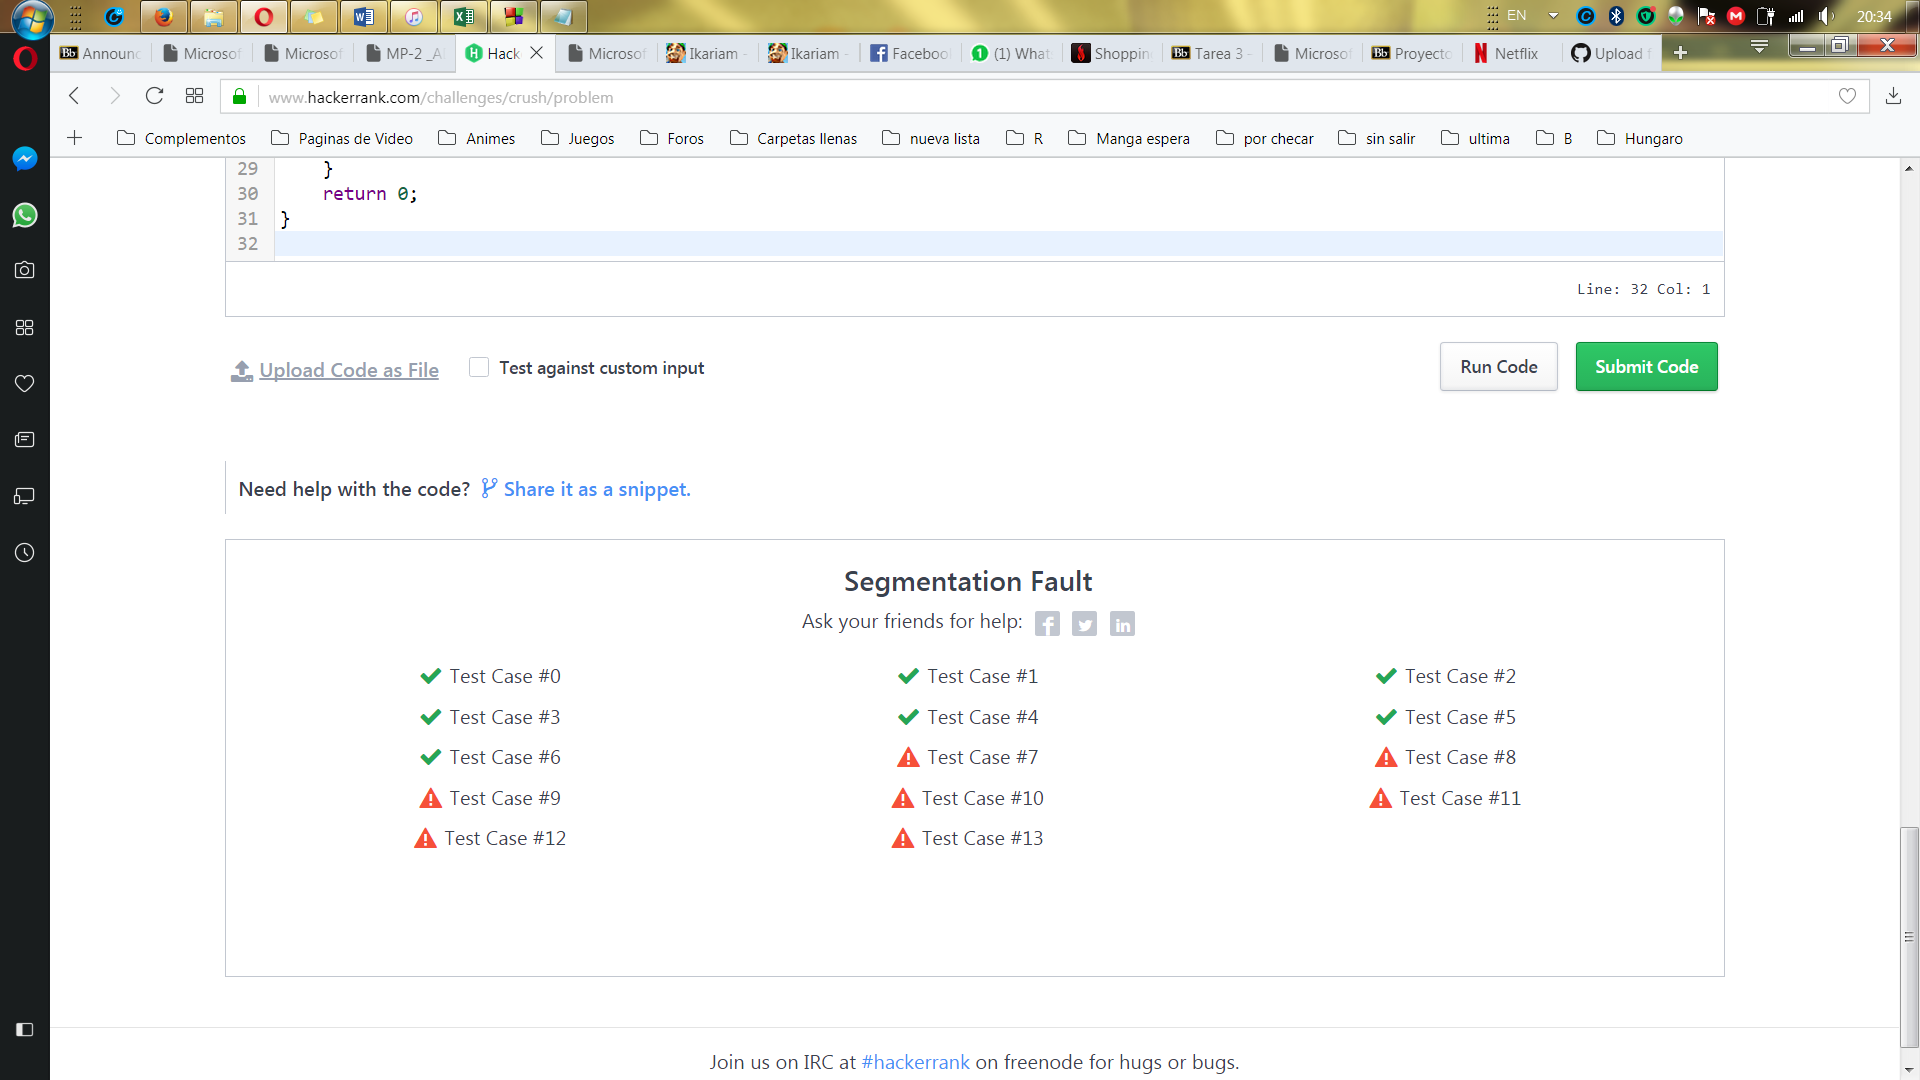 EN
20:34
Announc
Microsof
Microsof
MP-2 _A
Hack
Microsof
Ikariam -
Ikariam -
Faceboo
(1) What
Shoppin
Tarea 3 -
Microsof
Proyecto
Netflix
Upload f
www.hackerrank.com/challenges/crush/problem
Complementos
Paginas de Video
Animes
Juegos
Foros
Carpetas llenas
nueva lista
R
Manga espera
por checar
sin salir
ultima
B
Hungaro
29 }
30 return 0;
31 }
32
Line: 32 Col: 1
Upload Code as File
Test against custom input
Run Code
Submit Code
Need help with the code? Share it as a snippet.
Segmentation Fault
Ask your friends for help:
Test Case #0
Test Case #1
Test Case #2
Test Case #3
Test Case #4
Test Case #5
Test Case #6
Test Case #7
Test Case #8
Test Case #9
Test Case #10
Test Case #11
Test Case #12
Test Case #13
Join us on IRC at #hackerrank on freenode for hugs or bugs.